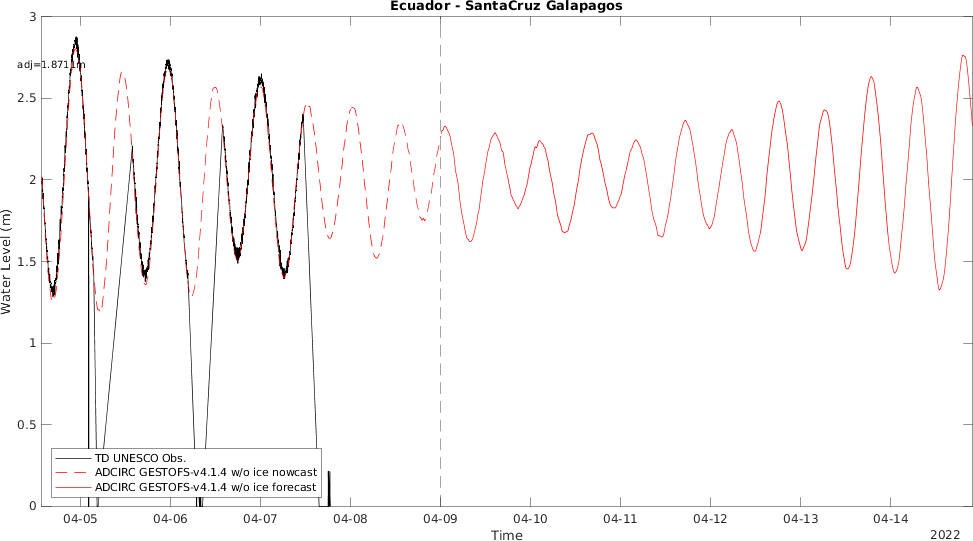 Ecuador - SantaCruz Galapagos
adj=1.8711m
Water Level (m)
3
2.5
2
1.5
1
0.5
0
TD UNESCO Obs.
ADCIRC GESTOFS-v4.1.4 w/o ice nowcast
ADCIRC GESTOFS-v4.1.4 w/o ice forecast
04-05 04-06 04-07 04-08 04-09 04-10 04-11 04-12 04-13 04-14
Time
2022